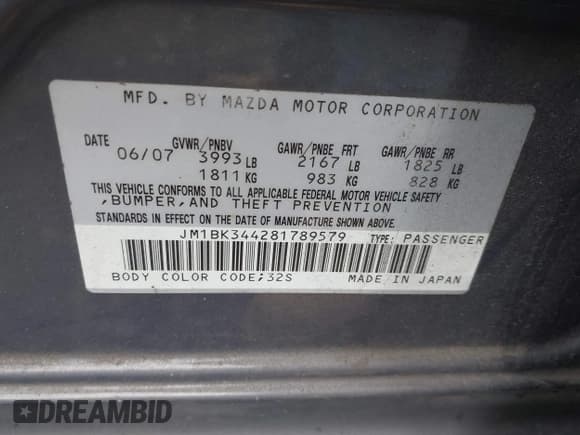 MFD. BY MAZDA MOTOR CORPORATION
DATE GVWR/PNBV GAWR/PNBE FRT GAWR/PNBE RR
06/07 3993 LB 2167 LB 1825 LB
1811 KG 983 KG 828 KG
THIS VEHICLE CONFORMS TO ALL APPLICABLE FEDERAL MOTOR VEHICLE SAFETY
,BUMPER,AND THEFT PREVENTION
STANDARDS IN EFFECT ON THE DATE OF MANUFACTURE SHOWN ABOVE.
JM1BK344281789579 TYPE: PASSENGER
BODY COLOR CODE;32S MADE IN JAPAN
DREAMBID